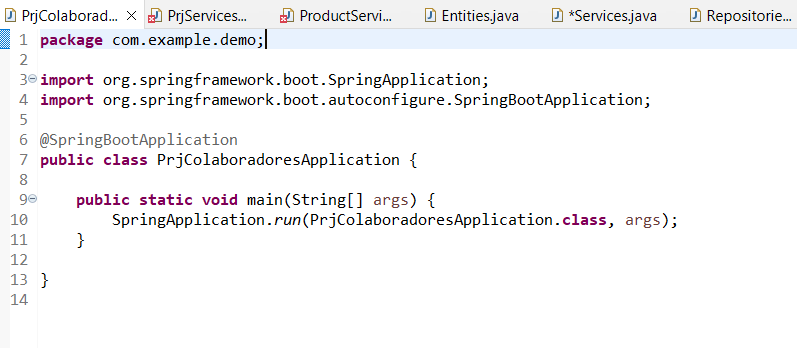 PrjColaborad... PrjServices... ProductServi... Entities.java *Services.java Repositorie...
1 package com.example.demo;
2
3 import org.springframework.boot.SpringApplication;
4 import org.springframework.boot.autoconfigure.SpringBootApplication;
5
6 @SpringBootApplication
7 public class PrjColaboradoresApplication {
8
9 public static void main(String[] args) {
10 SpringApplication.run(PrjColaboradoresApplication.class, args);
11 }
12
13 }
14